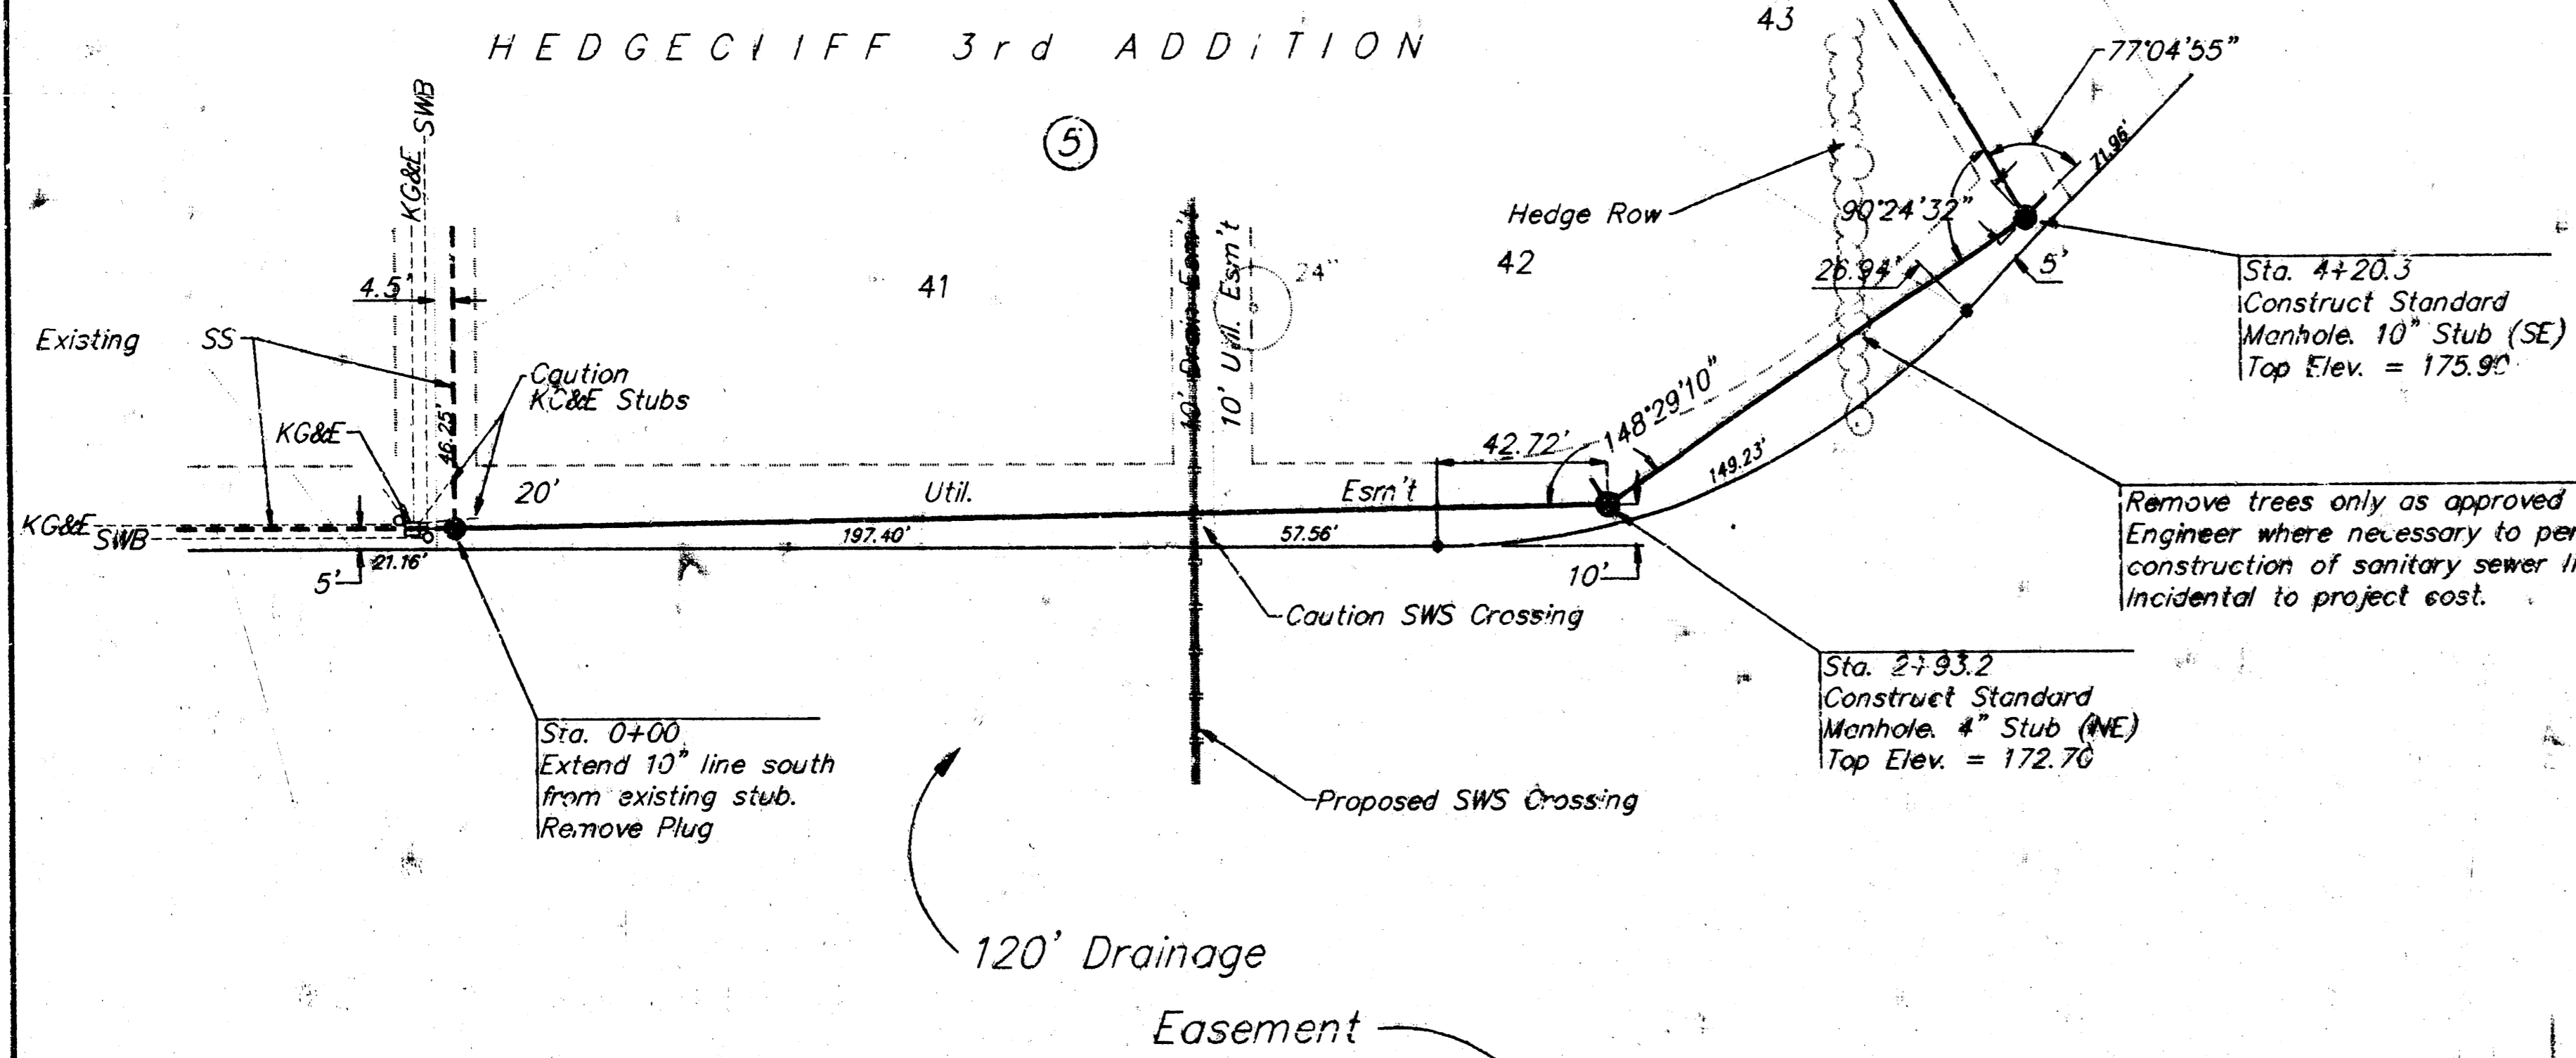 HEDGECLIFF 3rd ADDITION
43
77°04'55"
71.96'
5
KG&E
SWB
Hedge Row
90°24'32"
10' Drain. Esm't
10' Util. Esm't
24"
42
41
4.5'
26.94'
5'
Sta. 4+20.3
Construct Standard
Manhole. 10" Stub (SE)
Top Elev. = 175.90
Existing SS
Caution
KG&E Stubs
46.25'
KG&E
42.72'
148°29'10"
149.23'
20' Util. Esm't
KG&E
SWB
197.40'
57.56'
21.16'
5'
10'
Remove trees only as approved
Engineer where necessary to per
construction of sanitary sewer li
Incidental to project cost.
Caution SWS Crossing
Sta. 2+93.2
Construct Standard
Manhole. 4" Stub (NE)
Top Elev. = 172.70
Sta. 0+00
Extend 10" line south
from existing stub.
Remove Plug
Proposed SWS Crossing
120' Drainage
Easement